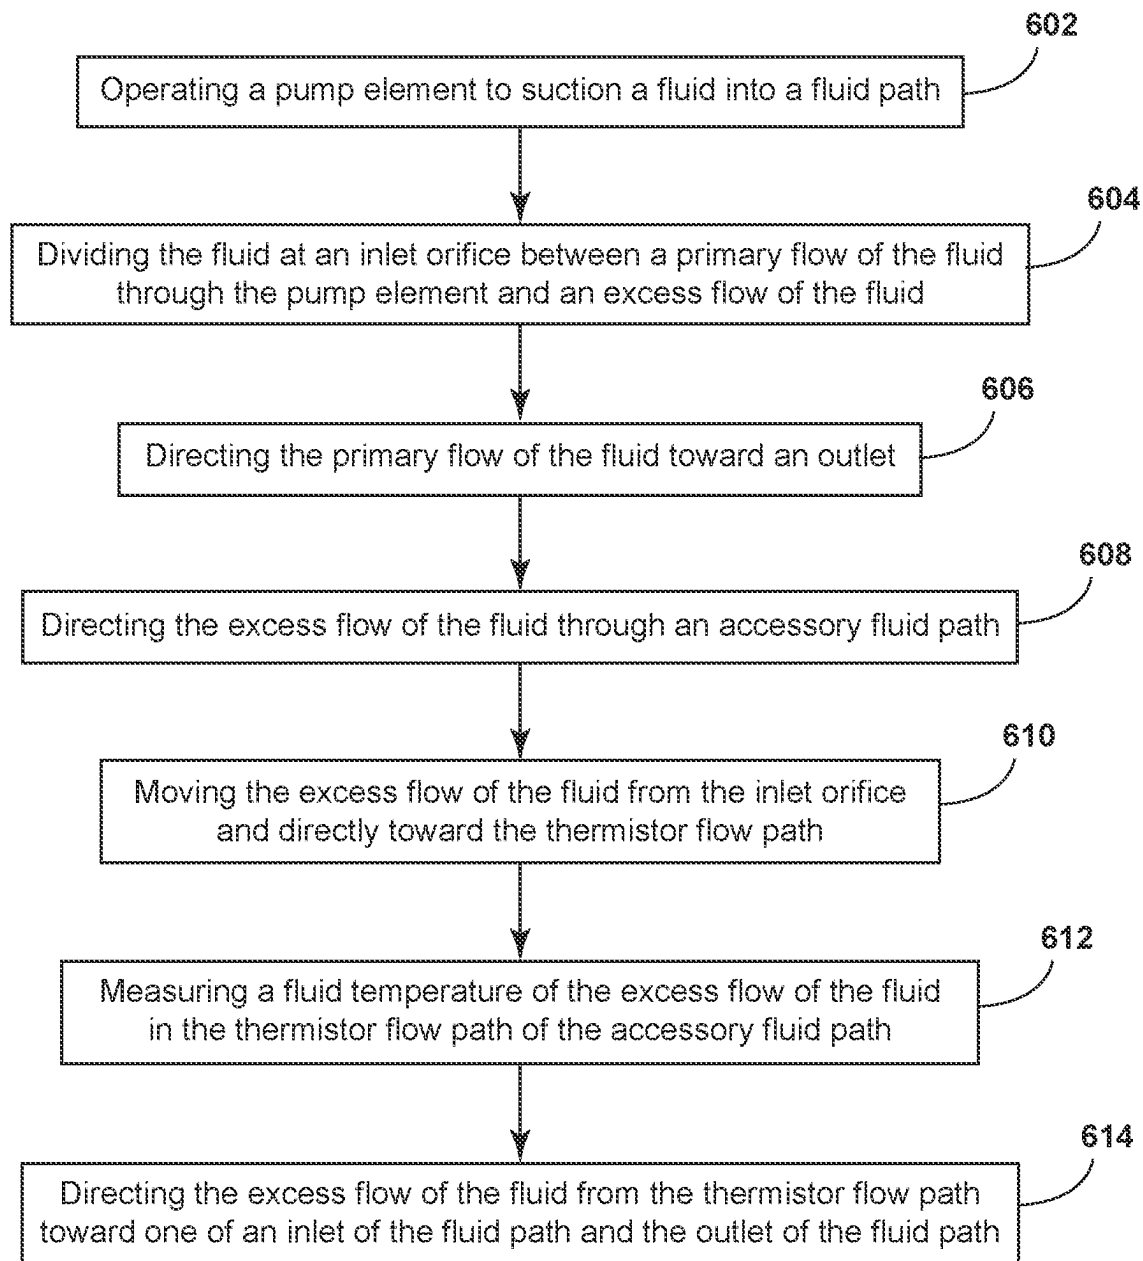 602
Operating a pump element to suction a fluid into a fluid path
604
Dividing the fluid at an inlet orifice between a primary flow of the fluid
through the pump element and an excess flow of the fluid
606
Directing the primary flow of the fluid toward an outlet
608
Directing the excess flow of the fluid through an accessory fluid path
610
Moving the excess flow of the fluid from the inlet orifice
and directly toward the thermistor flow path
612
Measuring a fluid temperature of the excess flow of the fluid
in the thermistor flow path of the accessory fluid path
614
Directing the excess flow of the fluid from the thermistor flow path
toward one of an inlet of the fluid path and the outlet of the fluid path